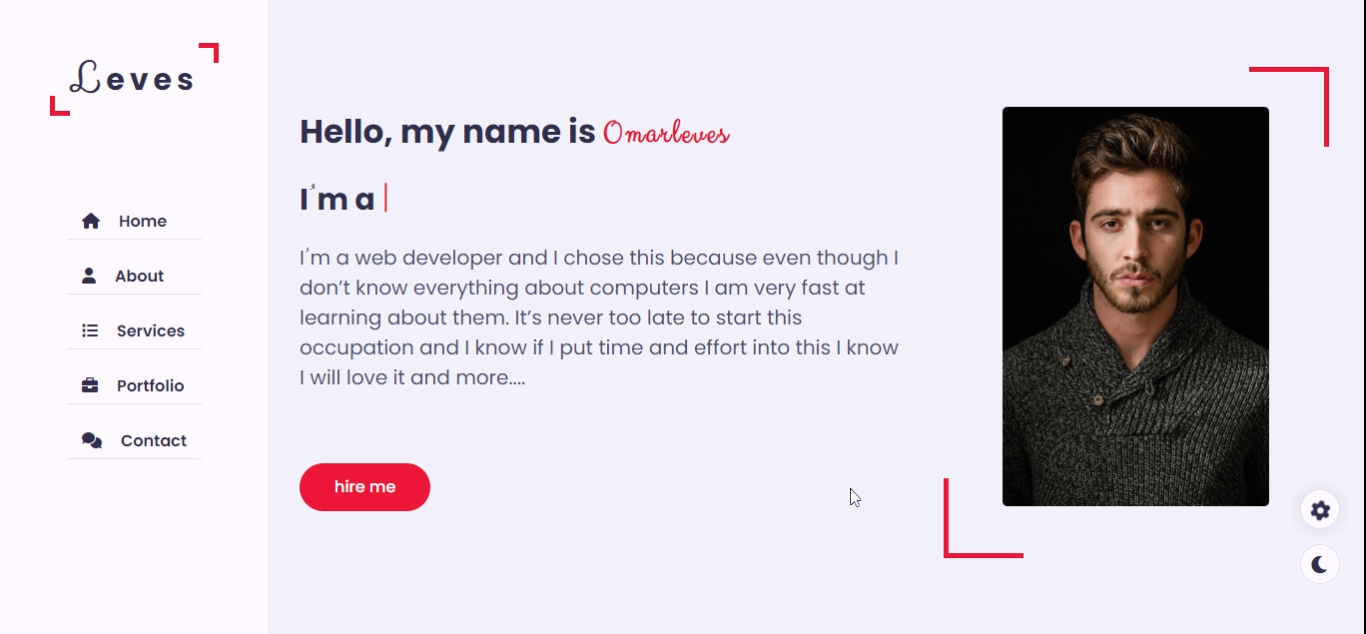 Leves
Home
About
Services
Portfolio
Contact
Hello, my name is Omarleves
I'm a
I'm a web developer and I chose this because even though I
don’t know everything about computers I am very fast at
learning about them. It’s never too late to start this
occupation and I know if I put time and effort into this I know
I will love it and more....
hire me